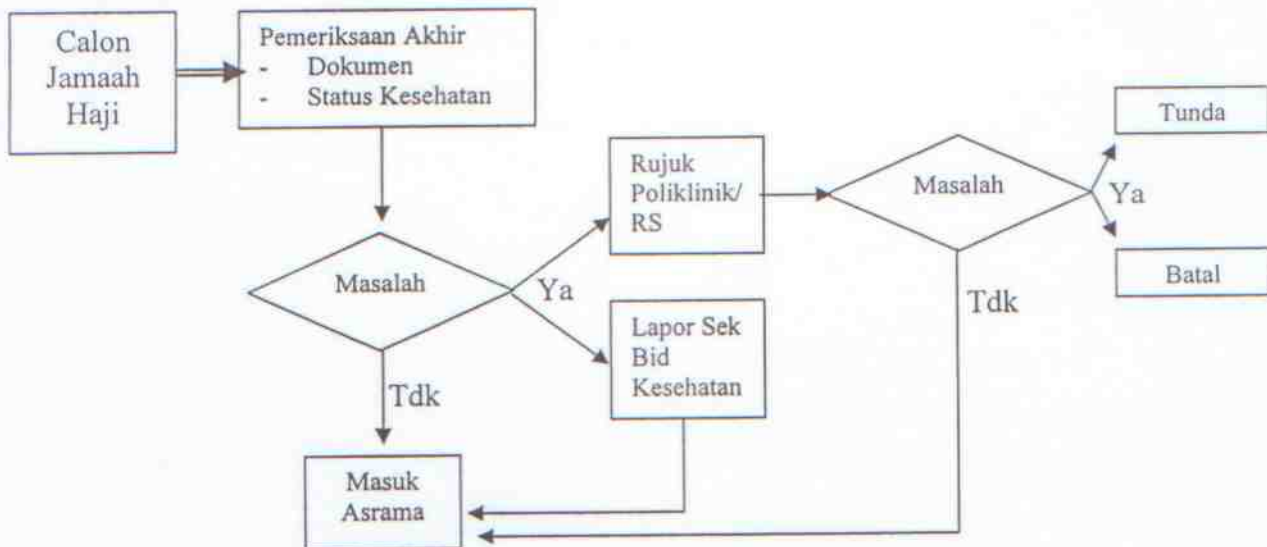 Calon
Jamaah
Haji
Pemeriksaan Akhir
- Dokumen
- Status Kesehatan
Masalah
Ya
Tdk
Rujuk
Poliklinik/
RS
Lapor Sek
Bid
Kesehatan
Masalah
Ya
Tdk
Tunda
Batal
Masuk
Asrama